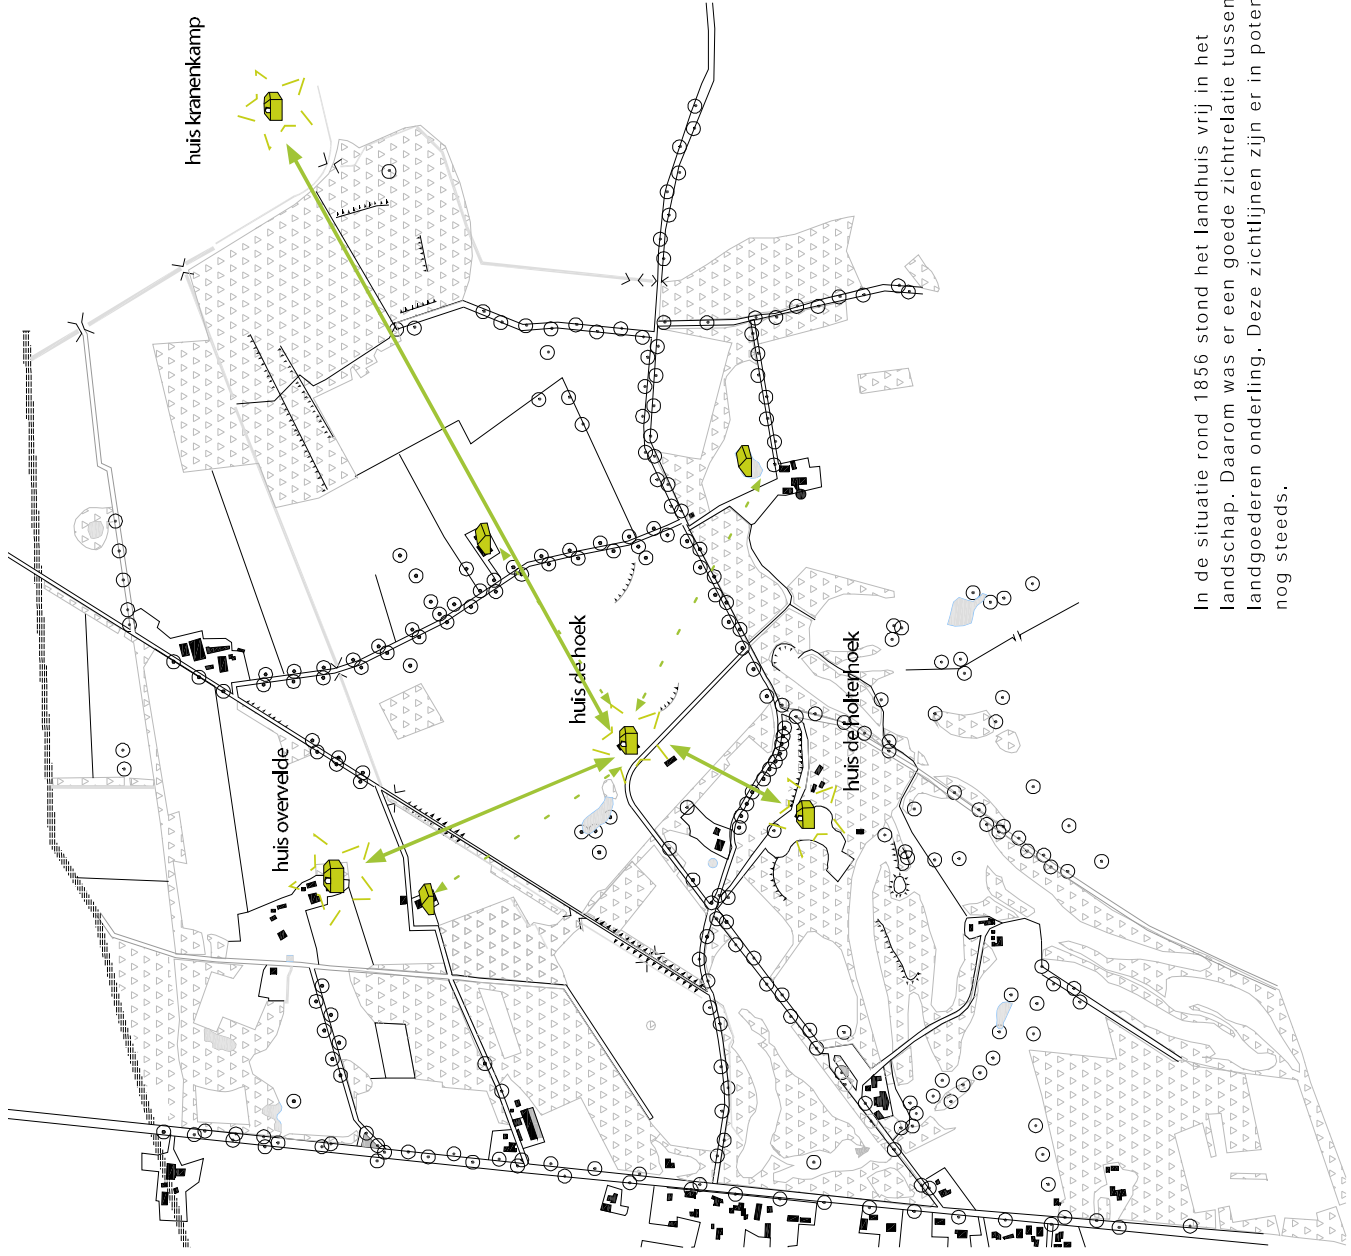 huis kranenkamp
huis overvelde
huis de hoek
huis de holterhoek
In de situatie rond 1856 stond het landhuis vrij in het
landschap. Daarom was er een goede zichtrelatie tussen
landgoederen onderling. Deze zichtlijnen zijn er in poten
nog steeds.